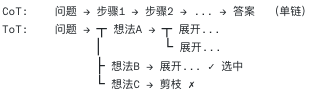 CoT:    问题 → 步骤1 → 步骤2 → ... → 答案   (单链)
ToT:    问题 → ┬ 想法A → ┬ 展开...
               │         └ 展开...
               ├ 想法B → 展开... ✓ 选中
               └ 想法C → 剪枝 ✗